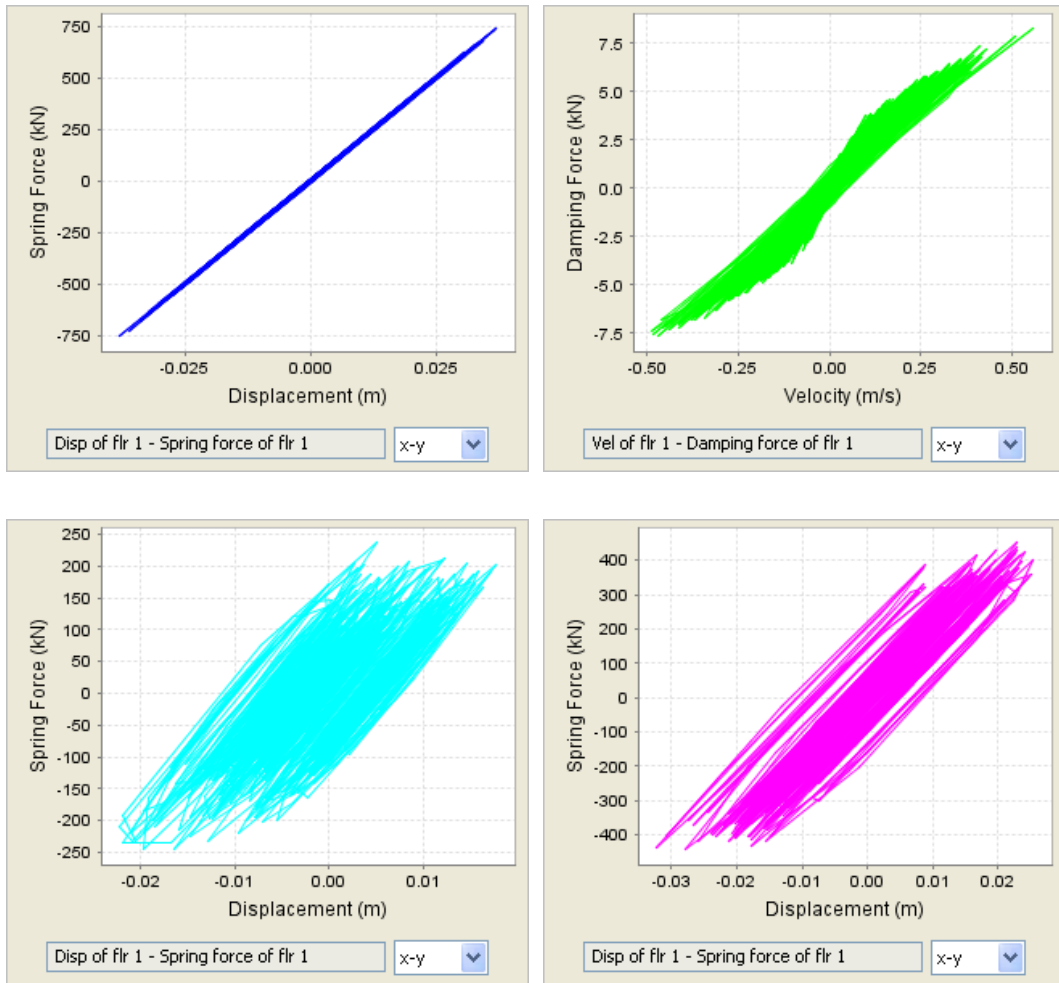 750
500
250
0
-250
-500
-750
Spring Force (kN)
-0.025 0.000 0.025
Displacement (m)
Disp of flr 1 - Spring force of flr 1 x-y
7.5
5.0
2.5
0.0
-2.5
-5.0
-7.5
Damping Force (kN)
-0.50 -0.25 0.00 0.25 0.50
Velocity (m/s)
Vel of flr 1 - Damping force of flr 1 x-y
250
200
150
100
50
0
-50
-100
-150
-200
-250
Spring Force (kN)
-0.02 -0.01 0.00 0.01
Displacement (m)
Disp of flr 1 - Spring force of flr 1 x-y
400
300
200
100
0
-100
-200
-300
-400
Spring Force (kN)
-0.03 -0.02 -0.01 0.00 0.01 0.02
Displacement (m)
Disp of flr 1 - Spring force of flr 1 x-y